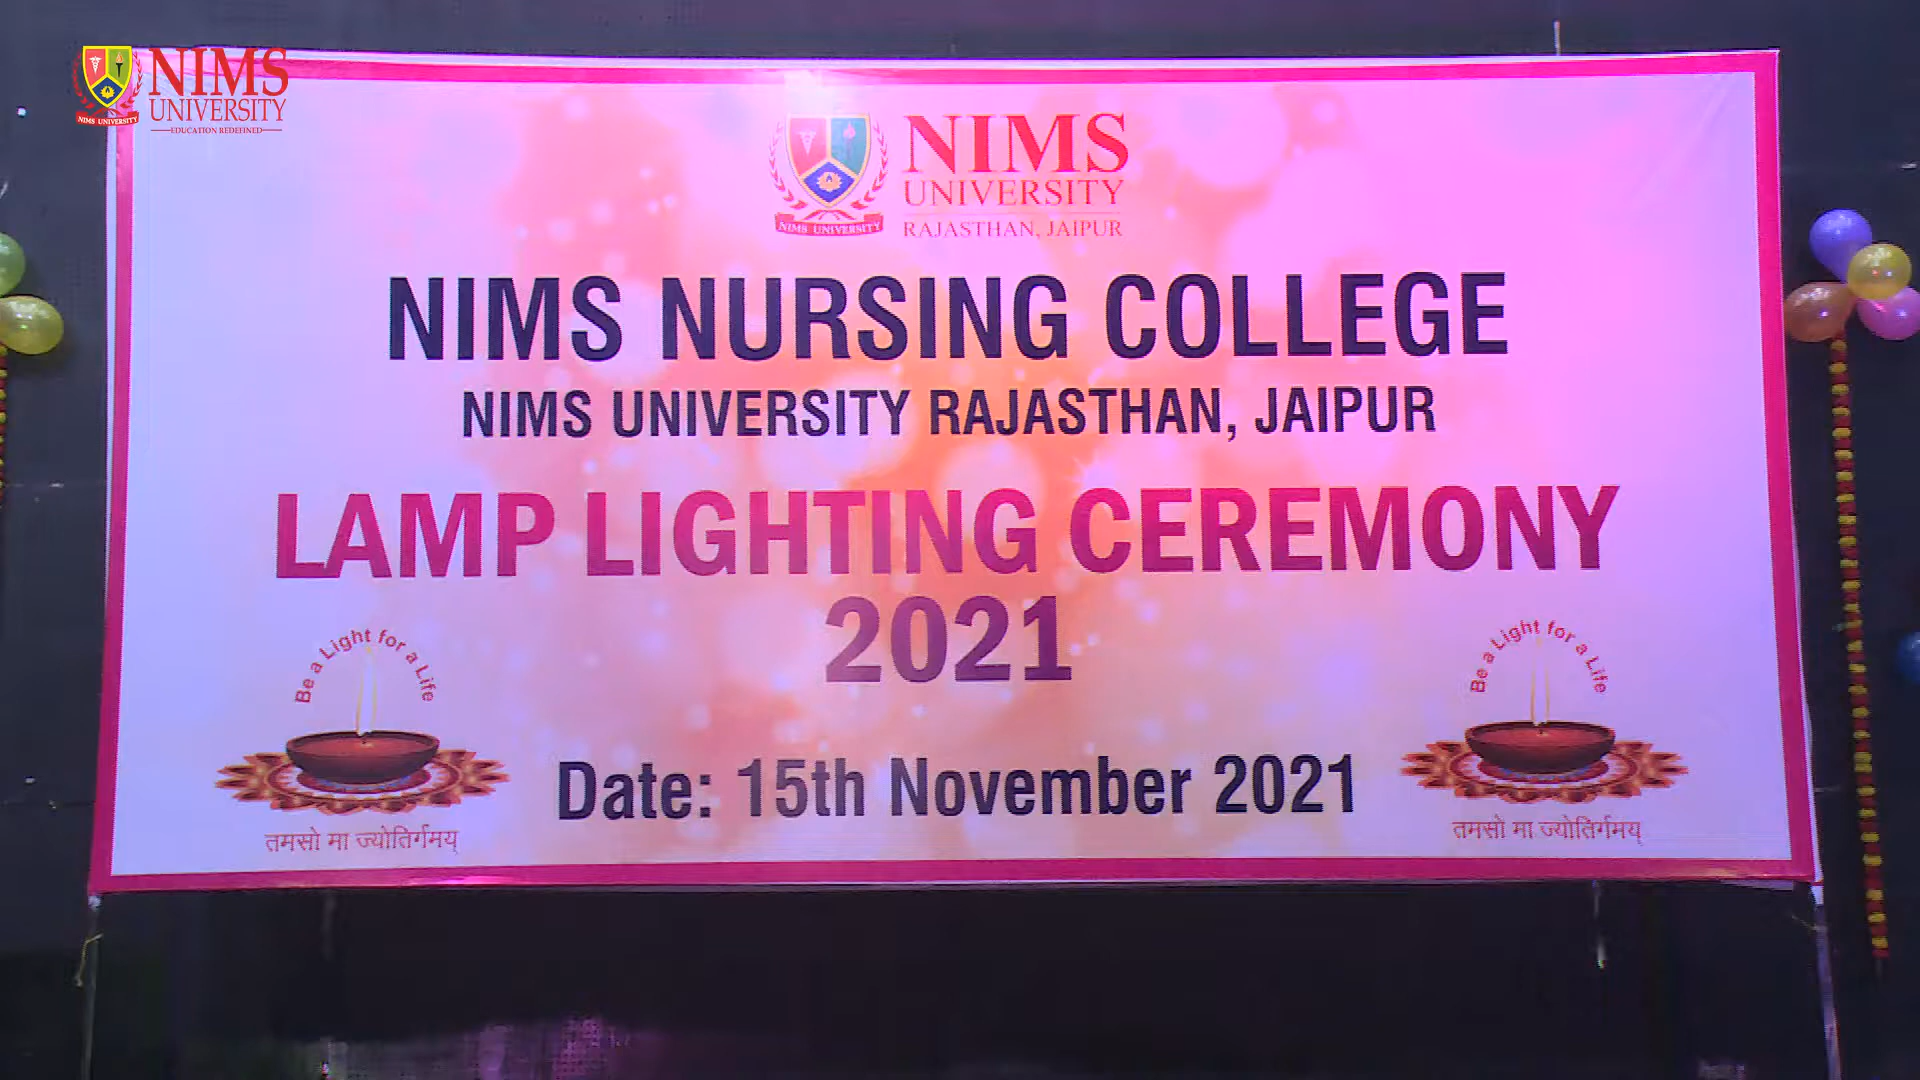 NIMS
UNIVERSITY
EDUCATION REDEFINED
NIMS UNIVERSITY
NIMS
UNIVERSITY
RAJASTHAN, JAIPUR
NIMS UNIVERSITY
NIMS NURSING COLLEGE
NIMS UNIVERSITY RAJASTHAN, JAIPUR
LAMP LIGHTING CEREMONY
2021
Be a Light for a Life
Be a Light for a Life
Date: 15th November 2021
तमसो मा ज्योतिर्गमय्
तमसो मा ज्योतिर्गमय्